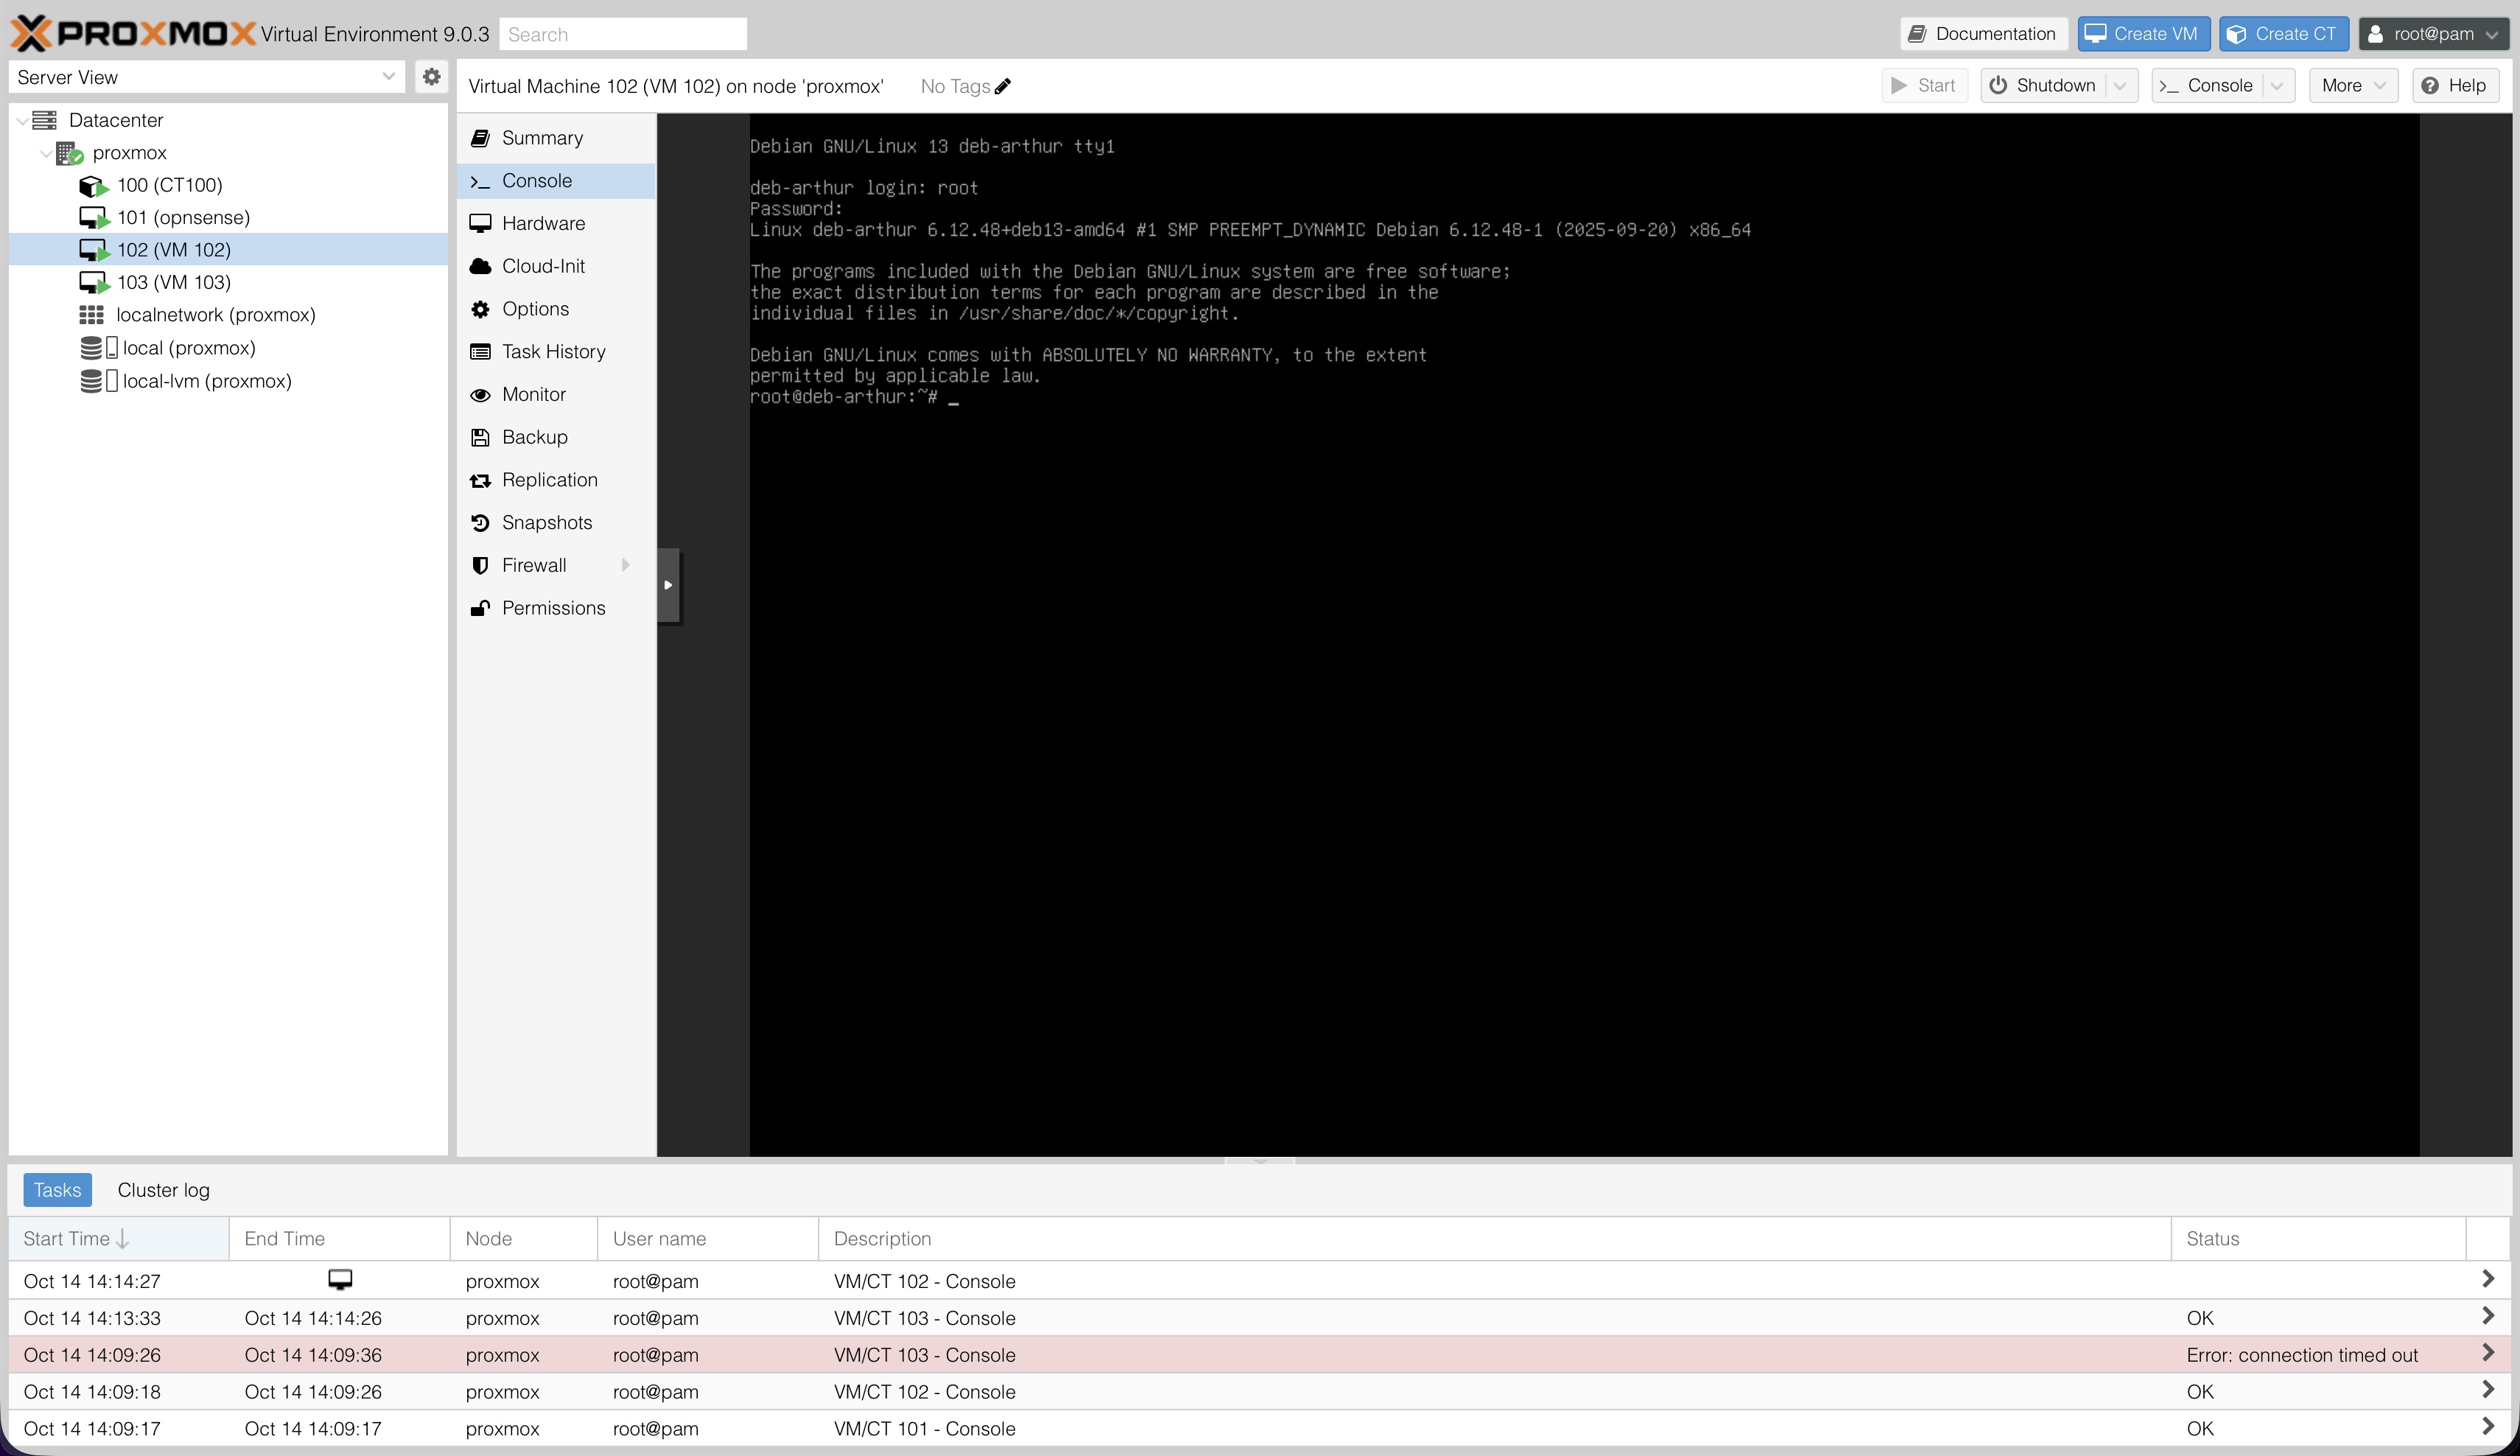 PROXMOX Virtual Environment 9.0.3 Search Documentation Create VM Create CT root@pam
Server View
Virtual Machine 102 (VM 102) on node 'proxmox' No Tags Start Shutdown Console More Help
Datacenter
proxmox
100 (CT100)
101 (opnsense)
102 (VM 102)
103 (VM 103)
localnetwork (proxmox)
local (proxmox)
local-lvm (proxmox)
Summary
Console
Hardware
Cloud-Init
Options
Task History
Monitor
Backup
Replication
Snapshots
Firewall
Permissions
Debian GNU/Linux 13 deb-arthur tty1
deb-arthur login: root
Password:
Linux deb-arthur 6.12.48+deb13-amd64 #1 SMP PREEMPT_DYNAMIC Debian 6.12.48-1 (2025-09-20) x86_64
The programs included with the Debian GNU/Linux system are free software;
the exact distribution terms for each program are described in the
individual files in /usr/share/doc/*/copyright.
Debian GNU/Linux comes with ABSOLUTELY NO WARRANTY, to the extent
permitted by applicable law.
root@deb-arthur:~# _
Tasks Cluster log
Start Time End Time Node User name Description Status
Oct 14 14:14:27 proxmox root@pam VM/CT 102 - Console
Oct 14 14:13:33 Oct 14 14:14:26 proxmox root@pam VM/CT 103 - Console OK
Oct 14 14:09:26 Oct 14 14:09:36 proxmox root@pam VM/CT 103 - Console Error: connection timed out
Oct 14 14:09:18 Oct 14 14:09:26 proxmox root@pam VM/CT 102 - Console OK
Oct 14 14:09:17 Oct 14 14:09:17 proxmox root@pam VM/CT 101 - Console OK